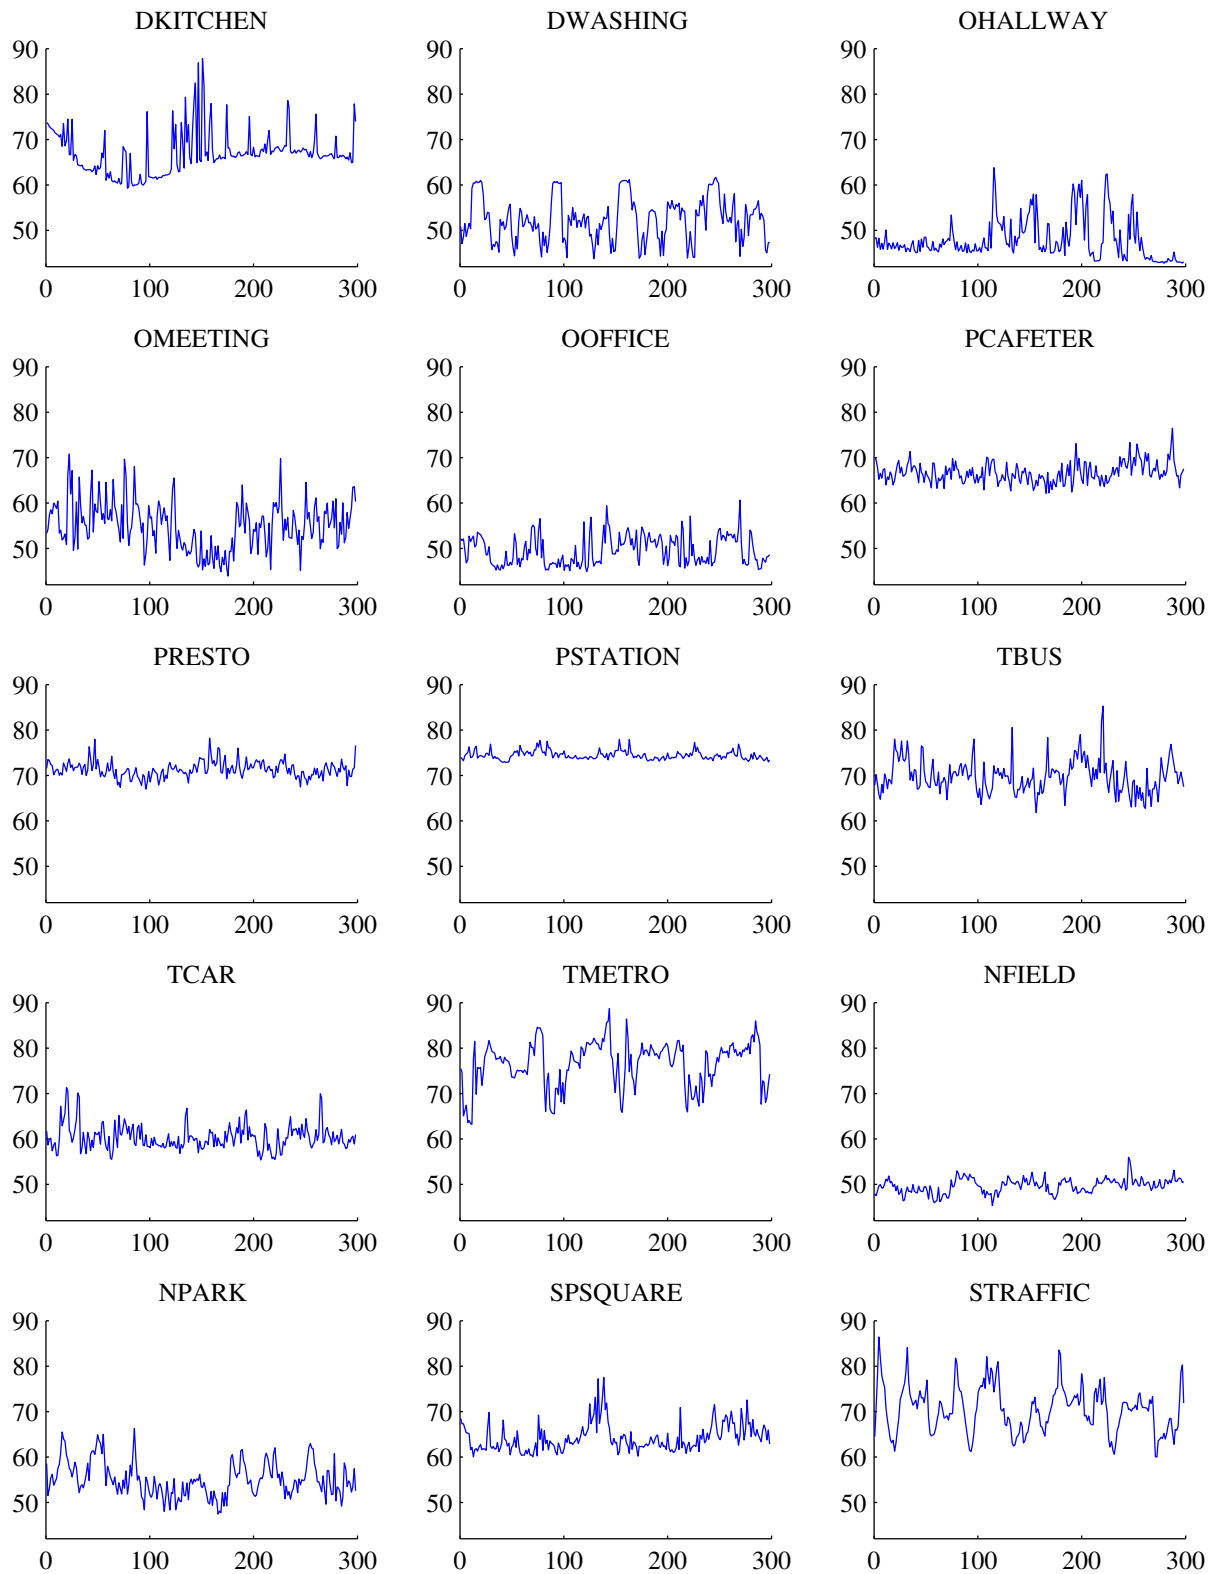 DKITCHEN DWASHING OHALLWAY
90 90 90
80 80 80
70 70 70
60 60 60
50 50 50
0 100 200 300 0 100 200 300 0 100 200 300
OMEETING OOFFICE PCAFETER
90 90 90
80 80 80
70 70 70
60 60 60
50 50 50
0 100 200 300 0 100 200 300 0 100 200 300
PRESTO PSTATION TBUS
90 90 90
80 80 80
70 70 70
60 60 60
50 50 50
0 100 200 300 0 100 200 300 0 100 200 300
TCAR TMETRO NFIELD
90 90 90
80 80 80
70 70 70
60 60 60
50 50 50
0 100 200 300 0 100 200 300 0 100 200 300
NPARK SPSQUARE STRAFFIC
90 90 90
80 80 80
70 70 70
60 60 60
50 50 50
0 100 200 300 0 100 200 300 0 100 200 300